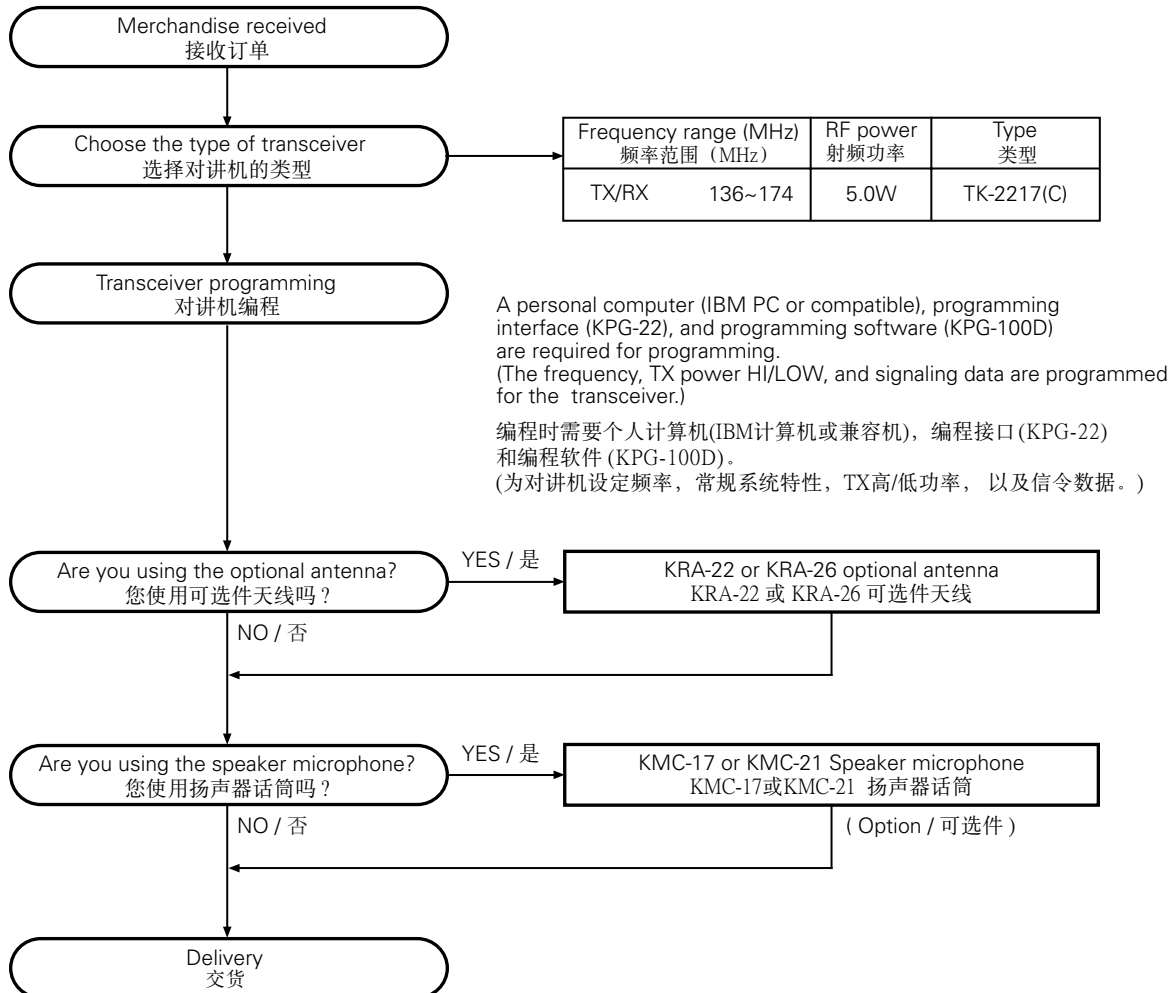 Merchandise received
接收订单
Choose the type of transceiver
选择对讲机的类型
Frequency range (MHz)
频率范围（MHz）
RF power
射频功率
Type
类型
TX/RX 136~174
5.0W
TK-2217(C)
Transceiver programming
对讲机编程
A personal computer (IBM PC or compatible), programming
interface (KPG-22), and programming software (KPG-100D)
are required for programming.
(The frequency, TX power HI/LOW, and signaling data are programmed
for the transceiver.)
编程时需要个人计算机(IBM计算机或兼容机)，编程接口(KPG-22)
和编程软件(KPG-100D)。
(为对讲机设定频率，常规系统特性，TX高/低功率， 以及信令数据。)
Are you using the optional antenna?
您使用可选件天线吗？
YES / 是
KRA-22 or KRA-26 optional antenna
KRA-22 或 KRA-26 可选件天线
NO / 否
Are you using the speaker microphone?
您使用扬声器话筒吗？
YES / 是
KMC-17 or KMC-21 Speaker microphone
KMC-17或KMC-21 扬声器话筒
NO / 否
( Option / 可选件 )
Delivery
交货